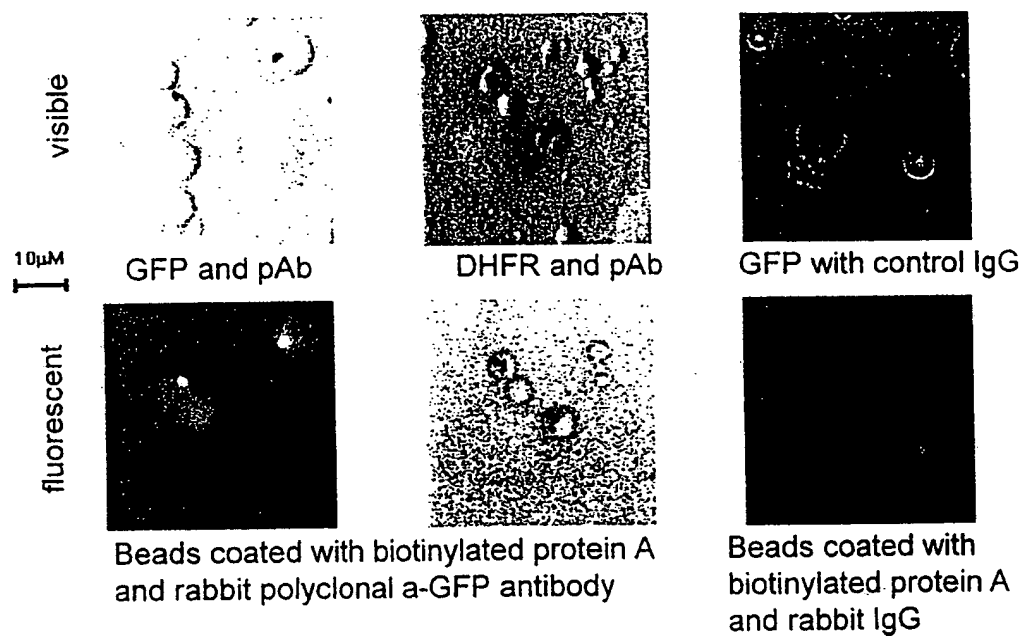 visible
GFP and pAb
DHFR and pAb
GFP with control IgG
10µM
fluorescent
Beads coated with biotinylated protein A
and rabbit polyclonal a-GFP antibody
Beads coated with
biotinylated protein A
and rabbit IgG